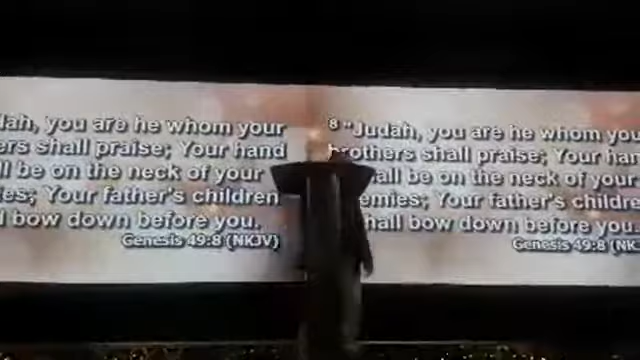 dah, you are he whom your
ers shall praise; Your hand
ll be on the neck of your
ies; Your father's children
l bow down before you.
Genesis 49:8 (NKJV)
8 "Judah, you are he whom you
brothers shall praise; Your han
all be on the neck of your
emies; Your father's childre
hall bow down before you.
Genesis 49:8 (NK